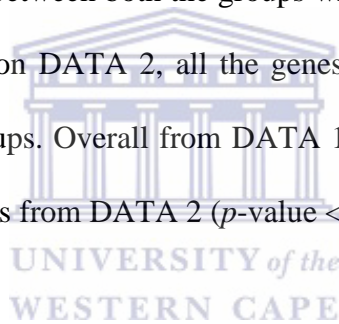 between both the groups w
on DATA 2, all the genes
ups. Overall from DATA 1
s from DATA 2 (p-value <
UNIVERSITY of the
WESTERN CAPE